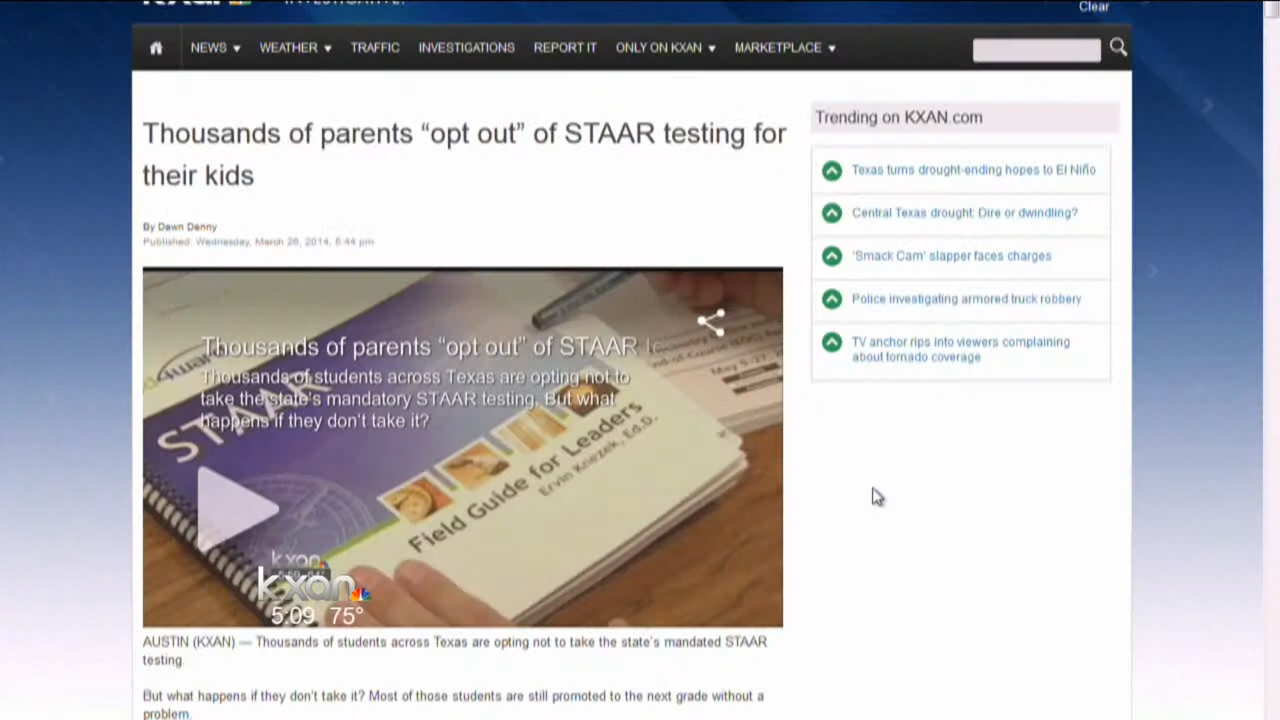 Clear
NEWS WEATHER TRAFFIC INVESTIGATIONS REPORT IT ONLY ON KXAN MARKETPLACE
Thousands of parents “opt out” of STAAR testing for
their kids
By Dawn Denny
Published: Wednesday, March 26, 2014, 6:44 pm
Thousands of parents “opt out” of STAAR
Thousands of students across Texas are opting not to
take the state’s mandatory STAAR testing. But what
happens if they don’t take it?
STAAR
Field Guide for Leaders
Ervin Knezek, Ed.D.
May 5-27,
kxan
kxan
5:09 75°
AUSTIN (KXAN) — Thousands of students across Texas are opting not to take the state’s mandated STAAR
testing.
But what happens if they don’t take it? Most of those students are still promoted to the next grade without a
problem.
Trending on KXAN.com
Texas turns drought-ending hopes to El Niño
Central Texas drought: Dire or dwindling?
‘Smack Cam’ slapper faces charges
Police investigating armored truck robbery
TV anchor rips into viewers complaining
about tornado coverage